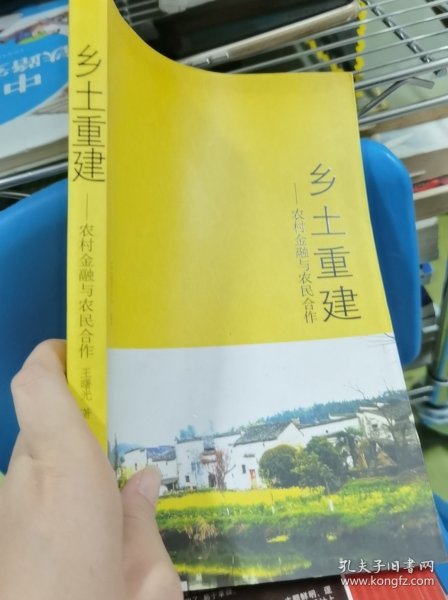 乡土重建
——农村金融与农民合作
王曙光 著
乡土重建
——农村金融与农民合作
孔夫子旧书网
www.kongfz.com